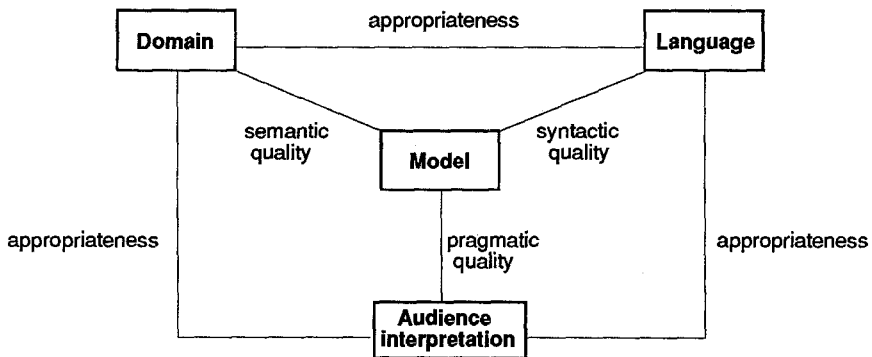 appropriateness
Domain
Language
semantic
quality
syntactic
quality
Model
appropriateness
pragmatic
quality
appropriateness
Audience
interpretation